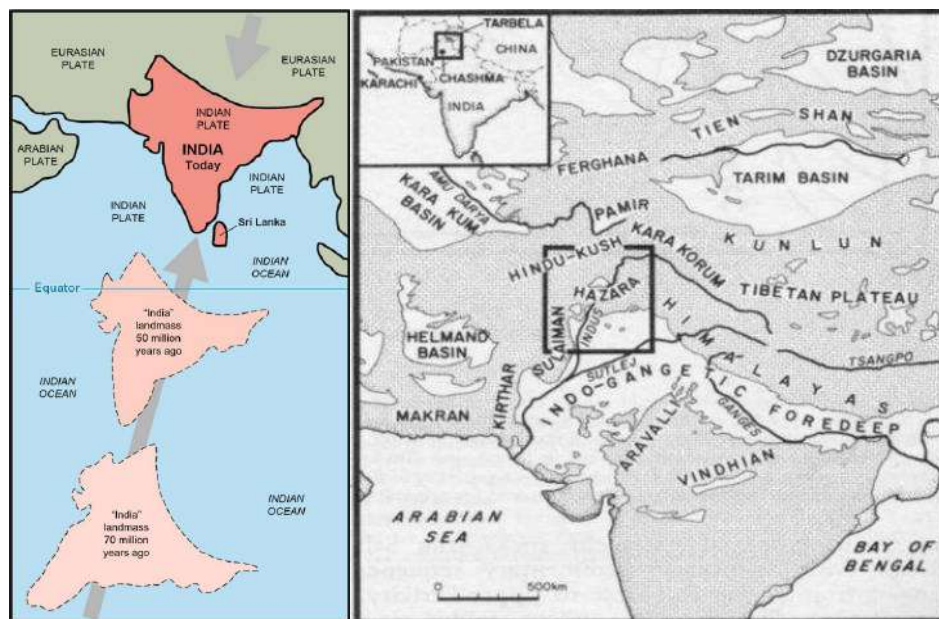 EURASIAN
PLATE
EURASIAN
PLATE
INDIAN
PLATE
INDIA
Today
ARABIAN
PLATE
INDIAN
PLATE
INDIAN
PLATE
Sri Lanka
INDIAN
OCEAN
Equator
"India"
landmass
50 million
years ago
INDIAN
OCEAN
INDIAN
OCEAN
"India"
landmass
70 million
years ago
TARBELA
CHINA
PAKISTAN
KARACHI
CHASHMA
INDIA
DZURGARIA
BASIN
TIEN SHAN
FERGHANA
TARIM BASIN
AMU DARYA
KARA KUM
BASIN
PAMIR
HINDU-KUSH
KARA KORUM
KUNLUN
HAZARA
TIBETAN PLATEAU
INDUS
SULAIMAN
HIMALAYAS
HELMAND
BASIN
TSANGPO
SUTLEJ
KIRTHAR
MAKRAN
INDO-GANGETIC FOREDEEP
GANGES
ARAVALLI
VINDHIAN
ARABIAN
SEA
BAY OF
BENGAL
0 500km